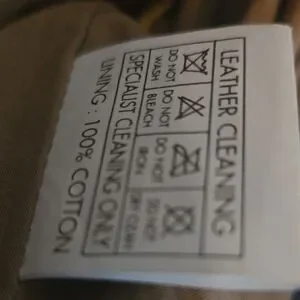 LEATHER CLEANING
DO NOT DO NOT DO NOT DO NOT
WASH BLEACH IRON DRY CLEAN
SPECIALIST CLEANING ONLY
LINING : 100% COTTON